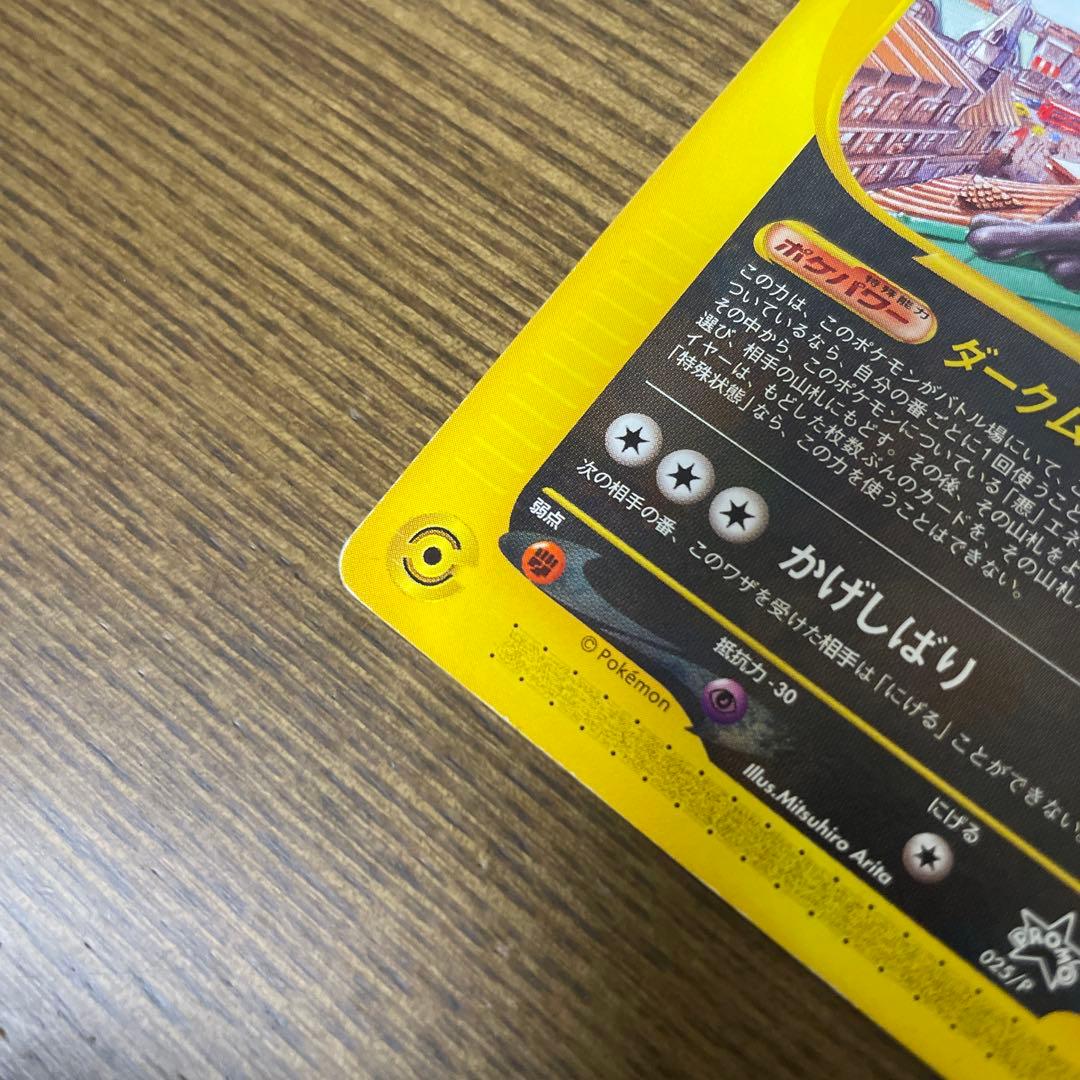 ポケパワー
特殊能力
ダーク
この力は、このポケモンがバトル場にいて、
ついているなら、自分の番ごとに1回使うこと
その中から、このポケモンについている「悪」エネ
選び、相手の山札にもどす。その後、その山札をよ
イヤーは、もどした枚数ぶんのカードを、その山札
「特殊状態」なら、この力を使うことはできない。
かげしばり
次の相手の番、このワザを受けた相手は「にげる」ことができない。
弱点
抵抗力 -30
にげる
© Pokémon
Illus.Mitsuhiro Arita
PROMO
025/P